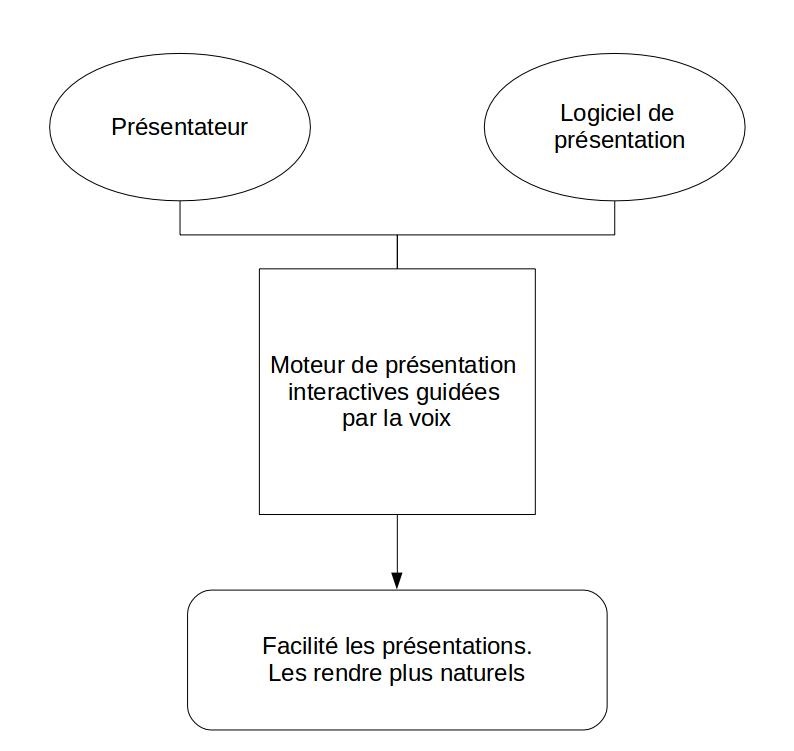 Présentateur
Logiciel de
présentation
Moteur de présentation
interactives guidées
par la voix
Facilité les présentations.
Les rendre plus naturels